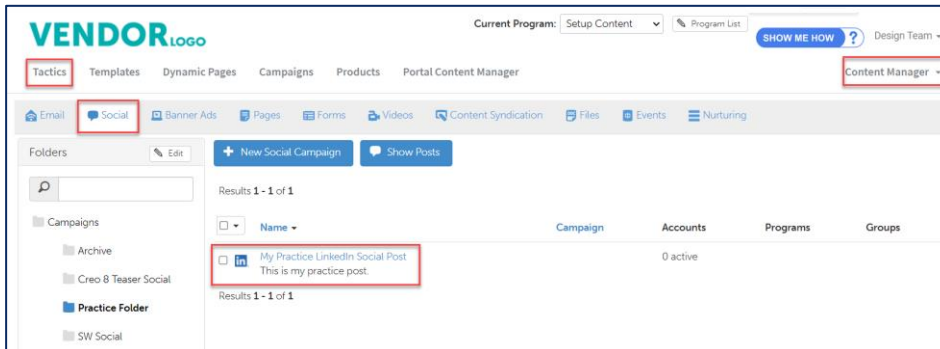 VENDOR LOGO
Current Program: Setup Content Program List
SHOW ME HOW ? Design Team
Tactics Templates Dynamic Pages Campaigns Products Portal Content Manager Content Manager
Email Social Banner Ads Pages Forms Videos Content Syndication Files Events Nurturing
Folders Edit
New Social Campaign Show Posts
Results 1 - 1 of 1
Campaigns
Name Campaign Accounts Programs Groups
Archive
in My Practice LinkedIn Social Post 0 active
This is my practice post.
Creo 8 Teaser Social
Results 1 - 1 of 1
Practice Folder
SW Social